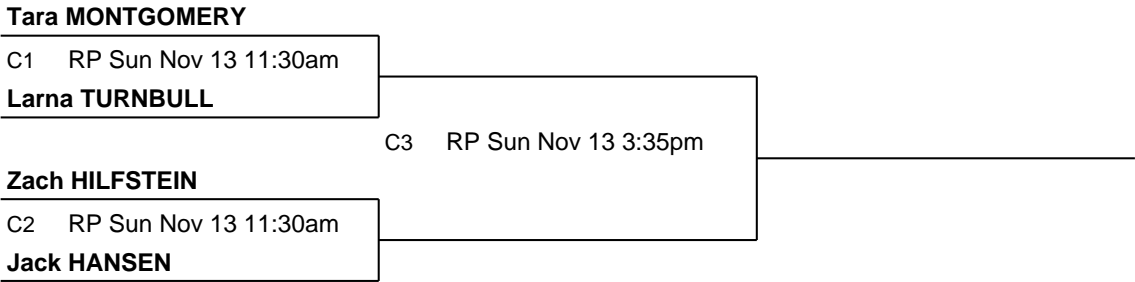 Tara MONTGOMERY
C1 RP Sun Nov 13 11:30am
Larna TURNBULL
C3 RP Sun Nov 13 3:35pm
Zach HILFSTEIN
C2 RP Sun Nov 13 11:30am
Jack HANSEN